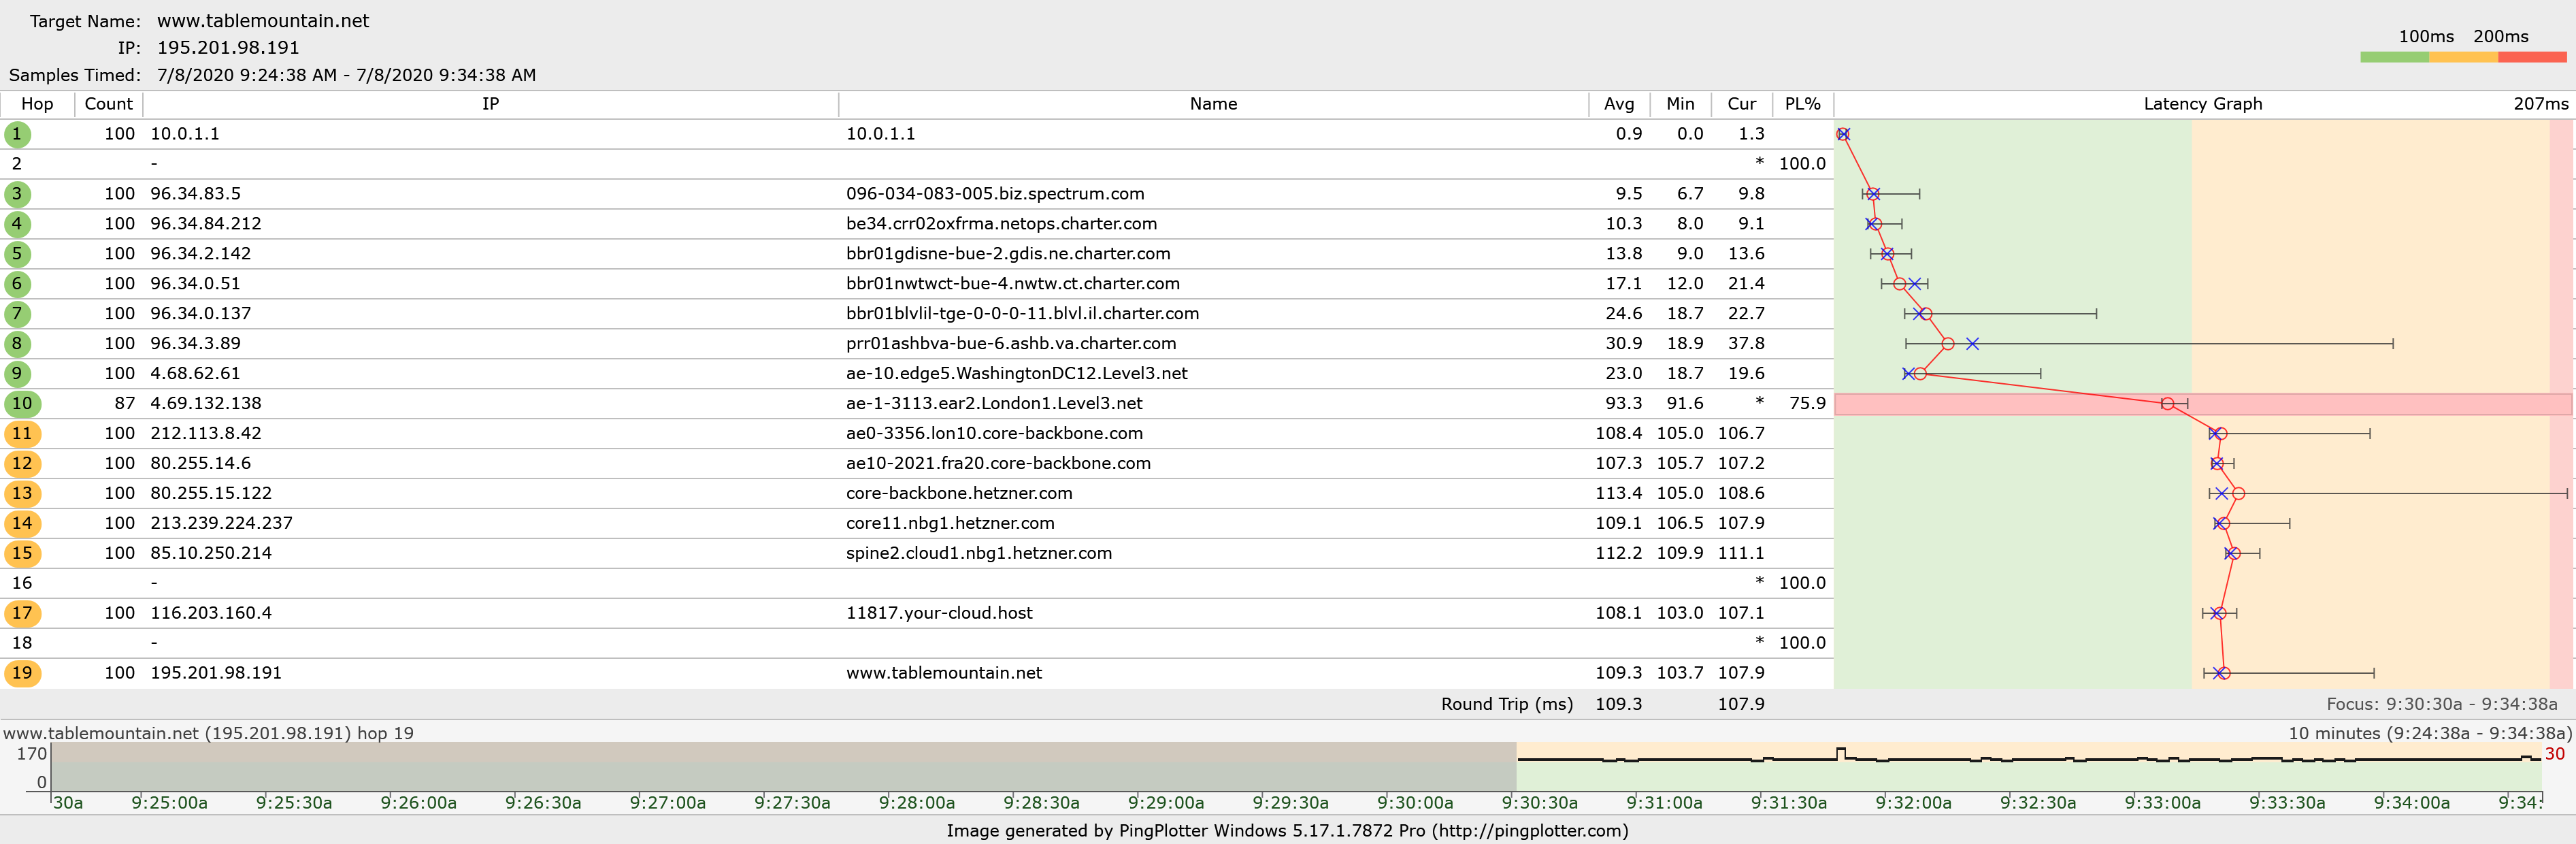 Target Name: www.tablemountain.net
IP: 195.201.98.191
Samples Timed: 7/8/2020 9:24:38 AM - 7/8/2020 9:34:38 AM
100ms 200ms
Hop Count IP Name Avg Min Cur PL% Latency Graph 207ms
1 100 10.0.1.1 10.0.1.1 0.9 0.0 1.3
2 - * 100.0
3 100 96.34.83.5 096-034-083-005.biz.spectrum.com 9.5 6.7 9.8
4 100 96.34.84.212 be34.crr02oxfrma.netops.charter.com 10.3 8.0 9.1
5 100 96.34.2.142 bbr01gdisne-bue-2.gdis.ne.charter.com 13.8 9.0 13.6
6 100 96.34.0.51 bbr01nwtwct-bue-4.nwtw.ct.charter.com 17.1 12.0 21.4
7 100 96.34.0.137 bbr01blvlil-tge-0-0-0-11.blvl.il.charter.com 24.6 18.7 22.7
8 100 96.34.3.89 prr01ashbva-bue-6.ashb.va.charter.com 30.9 18.9 37.8
9 100 4.68.62.61 ae-10.edge5.WashingtonDC12.Level3.net 23.0 18.7 19.6
10 87 4.69.132.138 ae-1-3113.ear2.London1.Level3.net 93.3 91.6 * 75.9
11 100 212.113.8.42 ae0-3356.lon10.core-backbone.com 108.4 105.0 106.7
12 100 80.255.14.6 ae10-2021.fra20.core-backbone.com 107.3 105.7 107.2
13 100 80.255.15.122 core-backbone.hetzner.com 113.4 105.0 108.6
14 100 213.239.224.237 core11.nbg1.hetzner.com 109.1 106.5 107.9
15 100 85.10.250.214 spine2.cloud1.nbg1.hetzner.com 112.2 109.9 111.1
16 - * 100.0
17 100 116.203.160.4 11817.your-cloud.host 108.1 103.0 107.1
18 - * 100.0
19 100 195.201.98.191 www.tablemountain.net 109.3 103.7 107.9
Round Trip (ms) 109.3 107.9 Focus: 9:30:30a - 9:34:38a
www.tablemountain.net (195.201.98.191) hop 19 10 minutes (9:24:38a - 9:34:38a)
170 30
0
30a 9:25:00a 9:25:30a 9:26:00a 9:26:30a 9:27:00a 9:27:30a 9:28:00a 9:28:30a 9:29:00a 9:29:30a 9:30:00a 9:30:30a 9:31:00a 9:31:30a 9:32:00a 9:32:30a 9:33:00a 9:33:30a 9:34:00a 9:34:
Image generated by PingPlotter Windows 5.17.1.7872 Pro (http://pingplotter.com)